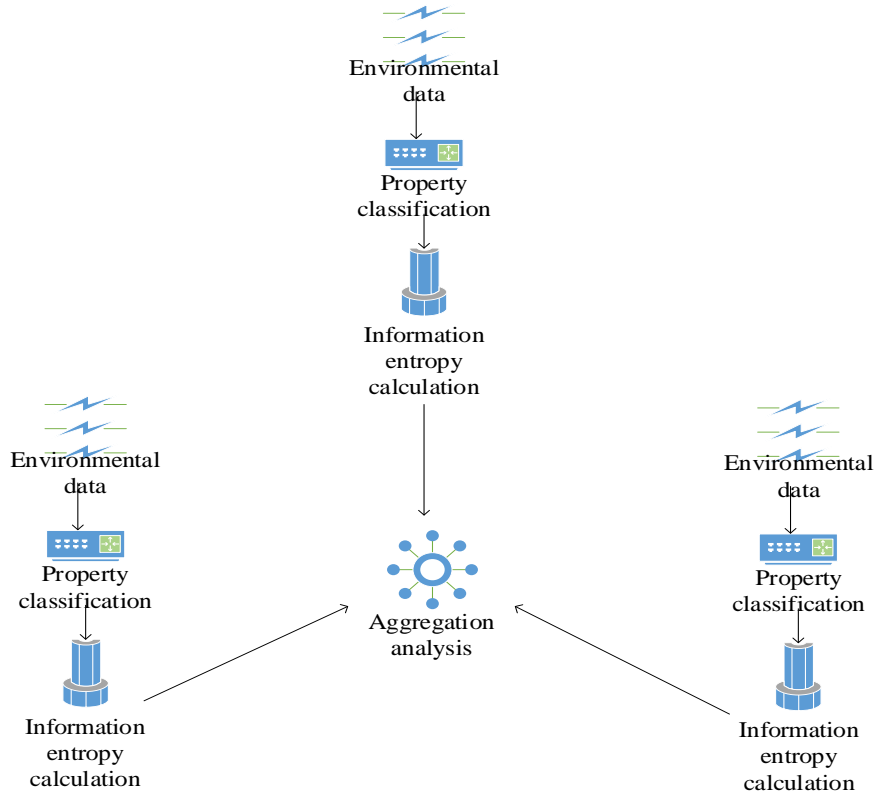 Environmental
data
Property
classification
Information
entropy
calculation
Environmental
data
Property
classification
Information
entropy
calculation
Aggregation
analysis
Environmental
data
Property
classification
Information
entropy
calculation